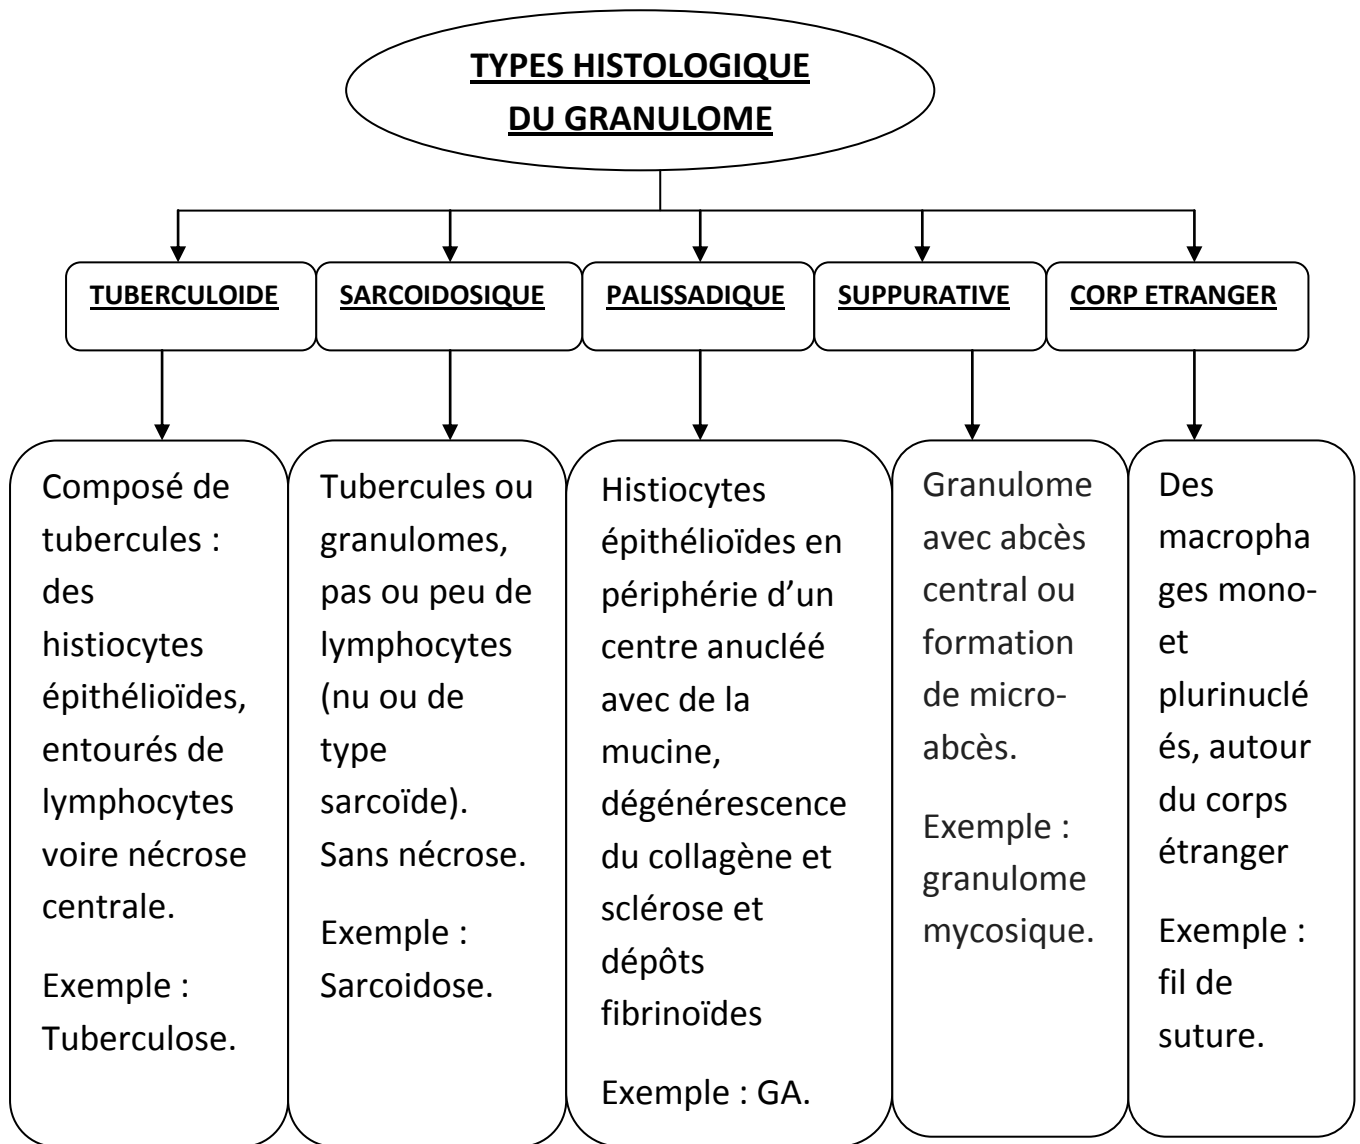 TYPES HISTOLOGIQUE
DU GRANULOME
TUBERCULOIDE
SARCOIDOSIQUE
PALISSADIQUE
SUPPURATIVE
CORP ETRANGER
Composé de
tubercules :
des
histiocytes
épithélioïdes,
entourés de
lymphocytes
voire nécrose
centrale.
Exemple :
Tuberculose.
Tubercules ou
granulomes,
pas ou peu de
lymphocytes
(nu ou de
type
sarcoïde).
Sans nécrose.
Exemple :
Sarcoidose.
Histiocytes
épithélioïdes en
périphérie d’un
centre anucléé
avec de la
mucine,
dégénérescence
du collagène et
sclérose et
dépôts
fibrinoïdes
Exemple : GA.
Granulome
avec abcès
central ou
formation
de micro-
abcès.
Exemple :
granulome
mycosique.
Des
macropha
ges mono-
et
plurinuclé
és, autour
du corps
étranger
Exemple :
fil de
suture.